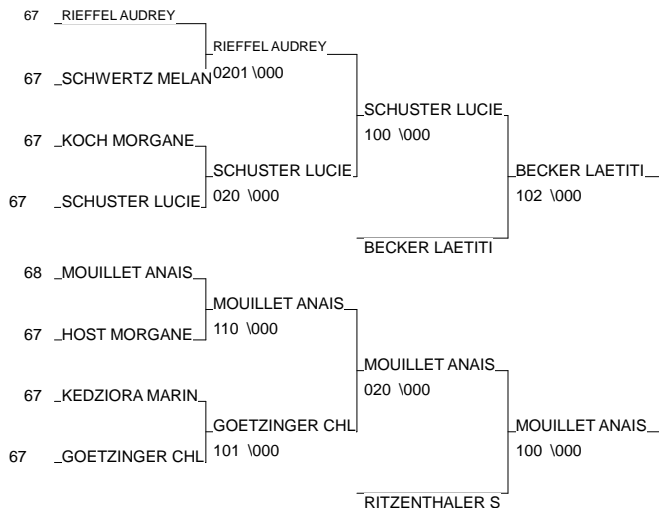 67 RIEFFEL AUDREY
RIEFFEL AUDREY
67 SCHWERTZ MELAN
0201 \000
SCHUSTER LUCIE
100 \000
67 KOCH MORGANE
SCHUSTER LUCIE
020 \000
BECKER LAETITI
102 \000
67 SCHUSTER LUCIE
BECKER LAETITI
68 MOUILLET ANAIS
MOUILLET ANAIS
110 \000
67 HOST MORGANE
MOUILLET ANAIS
020 \000
67 KEDZIORA MARIN
GOETZINGER CHL
101 \000
MOUILLET ANAIS
100 \000
67 GOETZINGER CHL
RITZENTHALER S